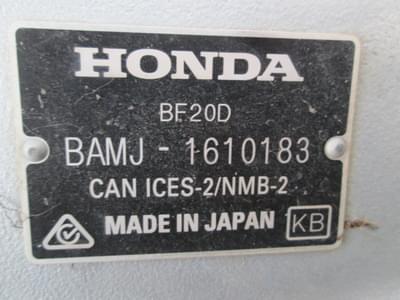 HONDA
BF20D
BAMJ - 1610183
CAN ICES-2/NMB-2
MADE IN JAPAN KB